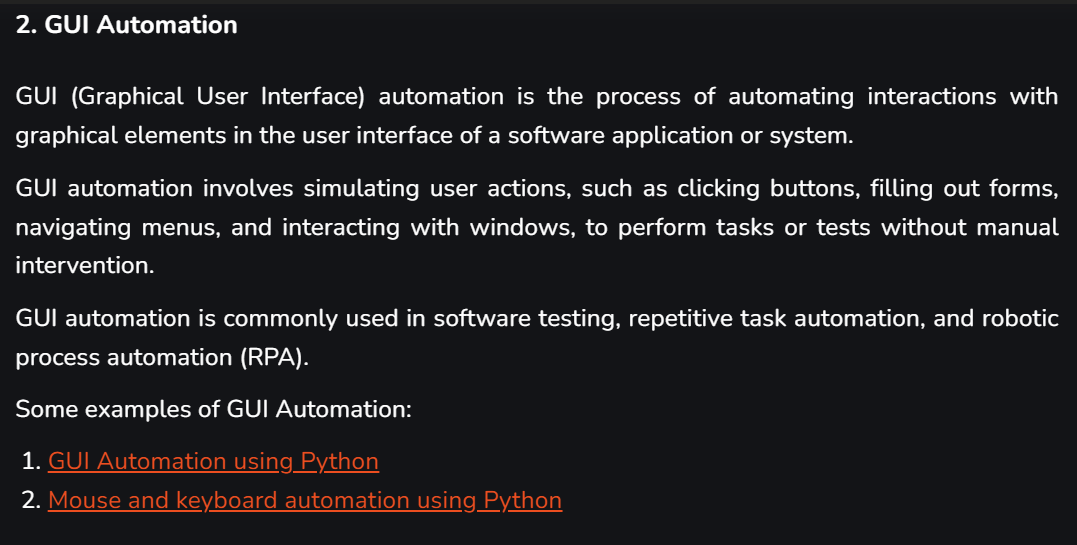 2. GUI Automation
GUI (Graphical User Interface) automation is the process of automating interactions with
graphical elements in the user interface of a software application or system.
GUI automation involves simulating user actions, such as clicking buttons, filling out forms,
navigating menus, and interacting with windows, to perform tasks or tests without manual
intervention.
GUI automation is commonly used in software testing, repetitive task automation, and robotic
process automation (RPA).
Some examples of GUI Automation:
1. GUI Automation using Python
2. Mouse and keyboard automation using Python